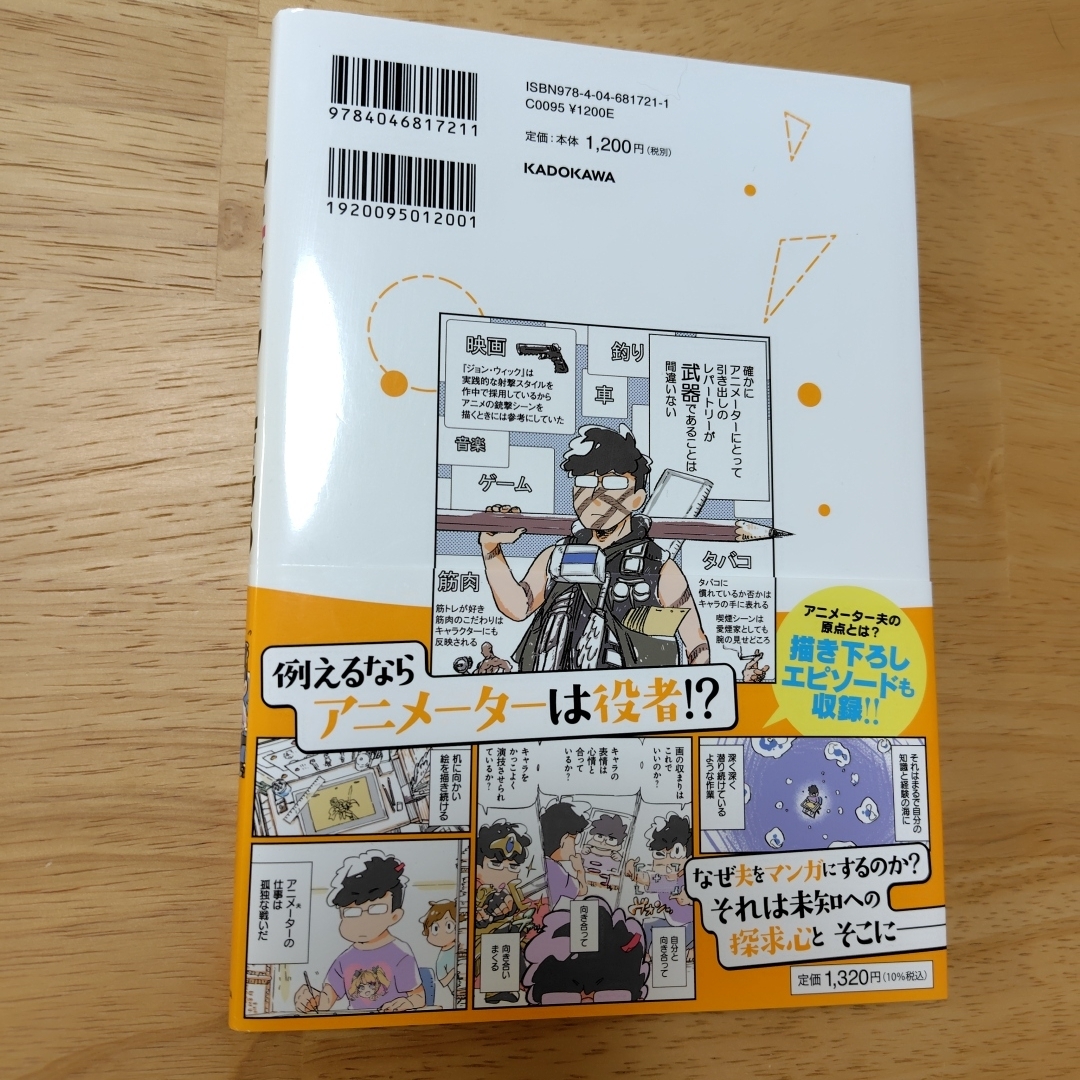 9784046817211
ISBN978-4-04-681721-1
C0095 ¥1200E
定価：本体 1,200円（税別）
KADOKAWA
1920095012001
映画
『ジョン・ウィック』は
実践的な射撃スタイルを
作中で採用しているから
アニメの銃撃シーンを
描くときには参考にしていた
釣り
車
音楽
ゲーム
確かに
アニメーターにとって
引き出しの
レパートリーが
武器であることは
間違いない
筋肉
筋トレが好き
筋肉のこだわりは
キャラクターにも
反映される
タバコ
タバコに
慣れているか否かは
キャラの手に表れる
喫煙シーンは
愛煙家としても
腕の見せどころ
アニメーター夫の
原点とは？
描き下ろし
エピソードも
収録!!
例えるなら
アニメーターは役者!?
机に向かい
絵を描き続ける
アニメーターの
夫
仕事は
孤独な戦いだ
画の収まりは
これで
いいのか？
キャラの
表情は
心情と
合って
いるか？
キャラを
かっこよく
演技させられ
ているか？
自分と
向き合って
向き合って
向き合い
まくる
それはまるで自分の
知識と経験の海に
深く深く
潜り続けている
ような作業
なぜ夫をマンガにするのか？
それは未知への
探求心と そこに――
定価 1,320円（10%税込）